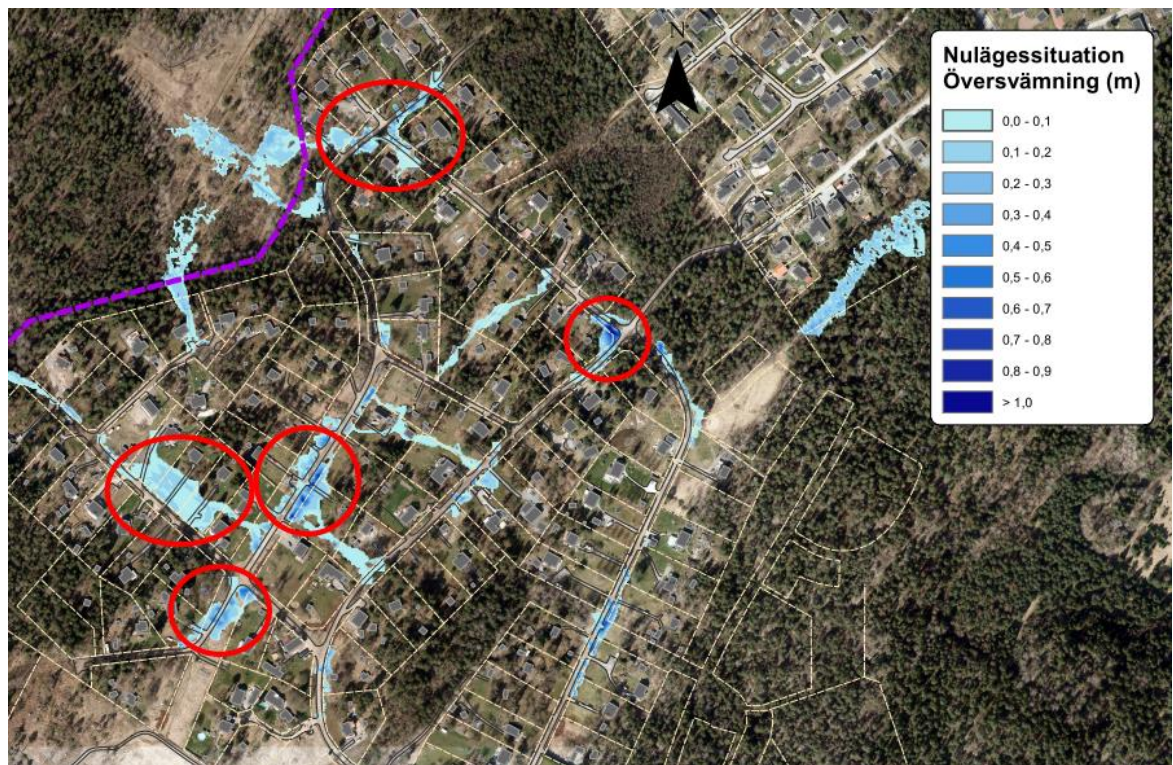 N
Nulägessituation
Översvämning (m)
0,0 - 0,1
0,1 - 0,2
0,2 - 0,3
0,3 - 0,4
0,4 - 0,5
0,5 - 0,6
0,6 - 0,7
0,7 - 0,8
0,8 - 0,9
> 1,0